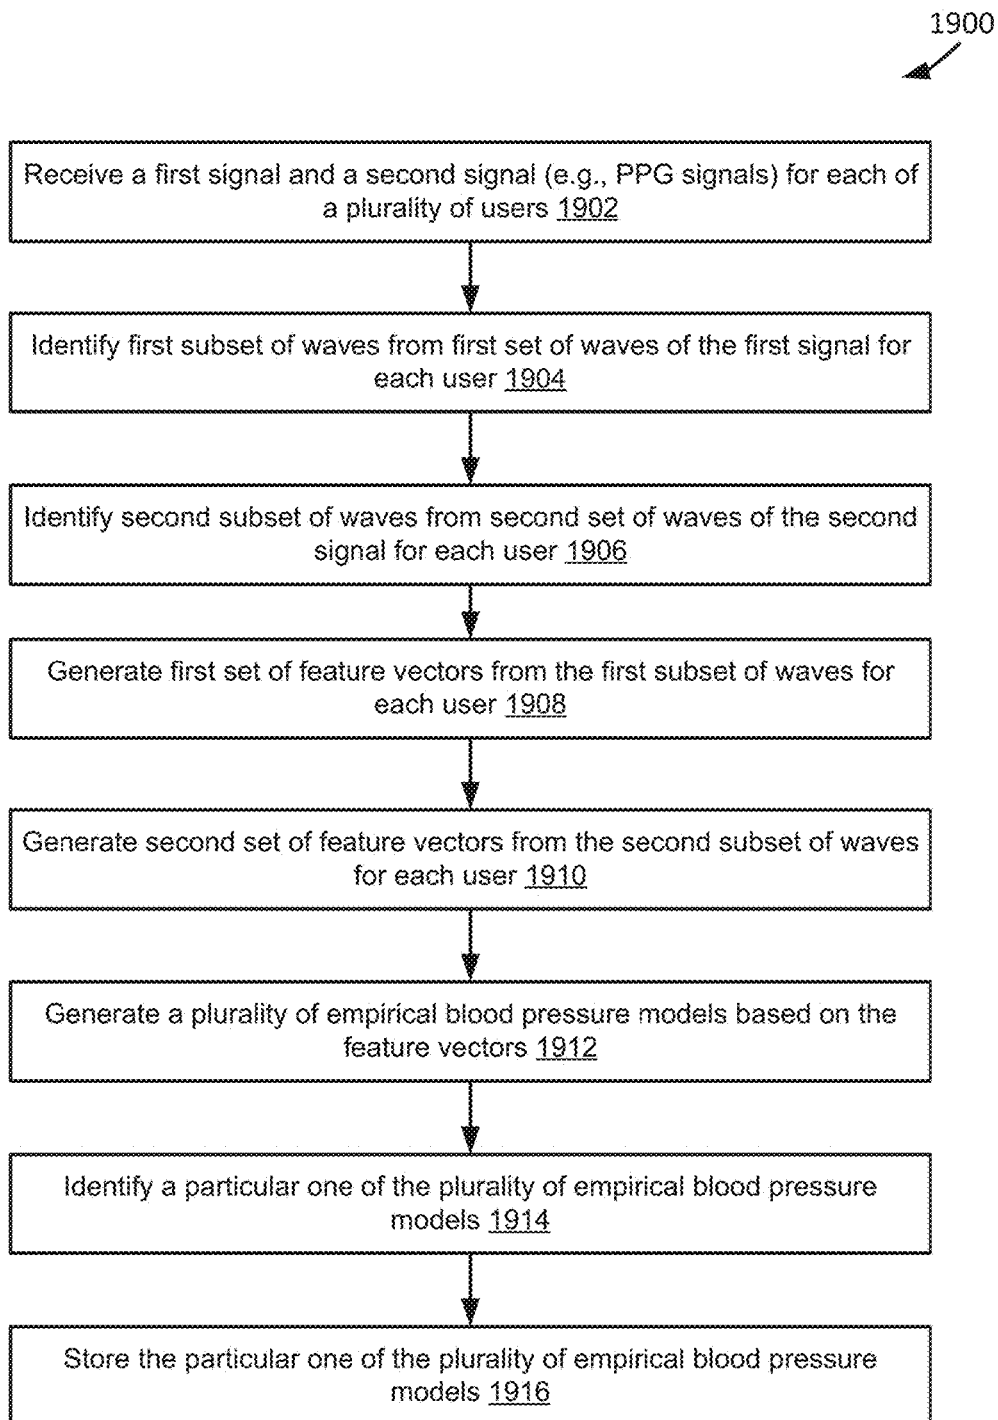 1900
Receive a first signal and a second signal (e.g., PPG signals) for each of
a plurality of users 1902
Identify first subset of waves from first set of waves of the first signal for
each user 1904
Identify second subset of waves from second set of waves of the second
signal for each user 1906
Generate first set of feature vectors from the first subset of waves for
each user 1908
Generate second set of feature vectors from the second subset of waves
for each user 1910
Generate a plurality of empirical blood pressure models based on the
feature vectors 1912
Identify a particular one of the plurality of empirical blood pressure
models 1914
Store the particular one of the plurality of empirical blood pressure
models 1916